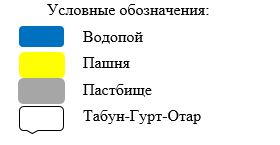 Условные обозначения:
Водопой
Пашня
Пастбище
Табун-Гурт-Отар